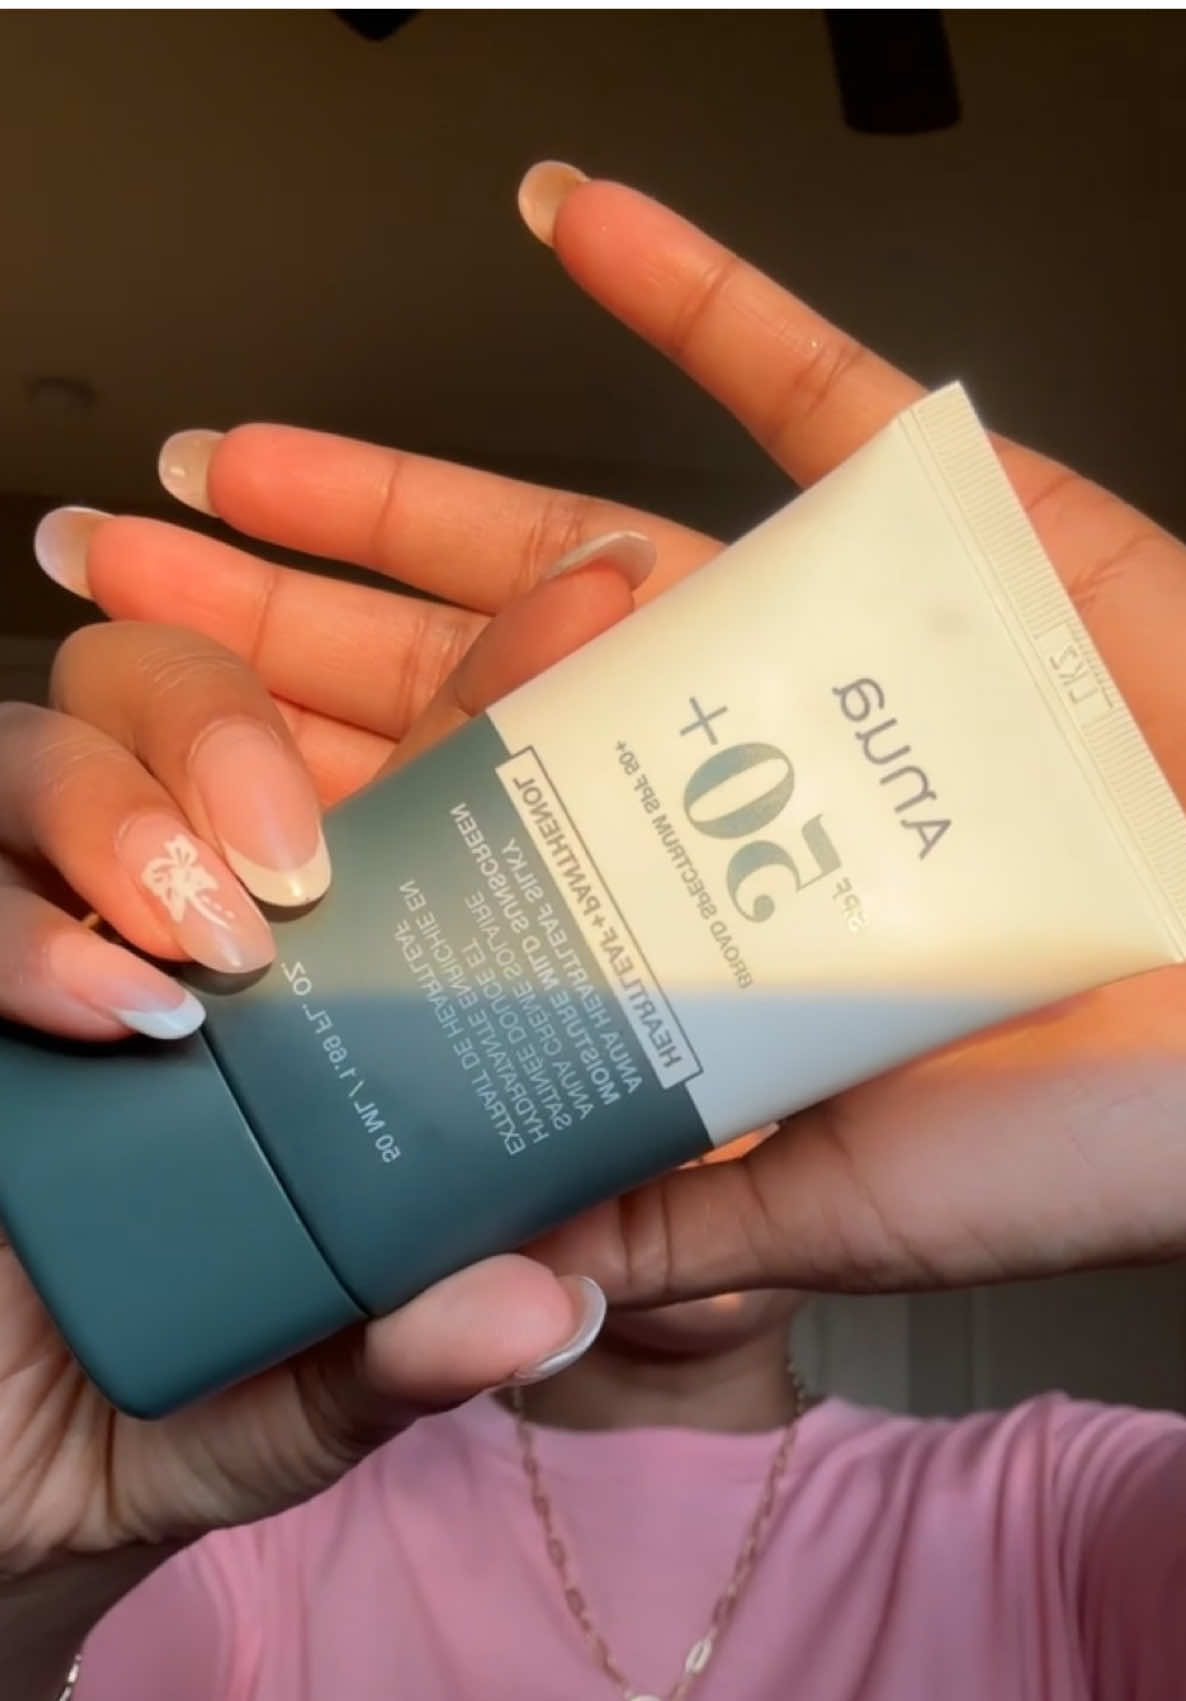 Anua
SPF
50+
BROAD SPECTRUM SPF 50+
HEARTLEAF + PANTHENOL
ANUA HEARTLEAF SILKY
MOISTURE MILD SUNSCREEN
ANUA CRÈME SOLAIRE
SATINÉE DOUCE ET
HYDRATANTE ENRICHIE EN
EXTRAIT DE HEARTLEAF
50 ML / 1.69 FL. OZ.